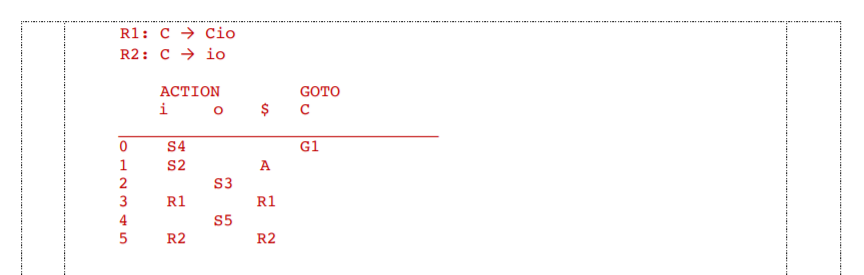 R1: C → Cio
R2: C → io
ACTION GOTO
i o $ C
0 S4 G1
1 S2 A
2 S3
3 R1 R1
4 S5
5 R2 R2